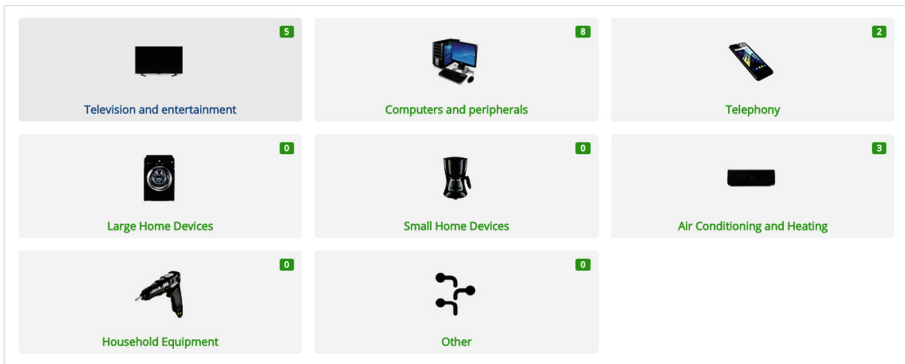 5
Television and entertainment
8
Computers and peripherals
2
Telephony
0
Large Home Devices
0
Small Home Devices
3
Air Conditioning and Heating
0
Household Equipment
0
Other